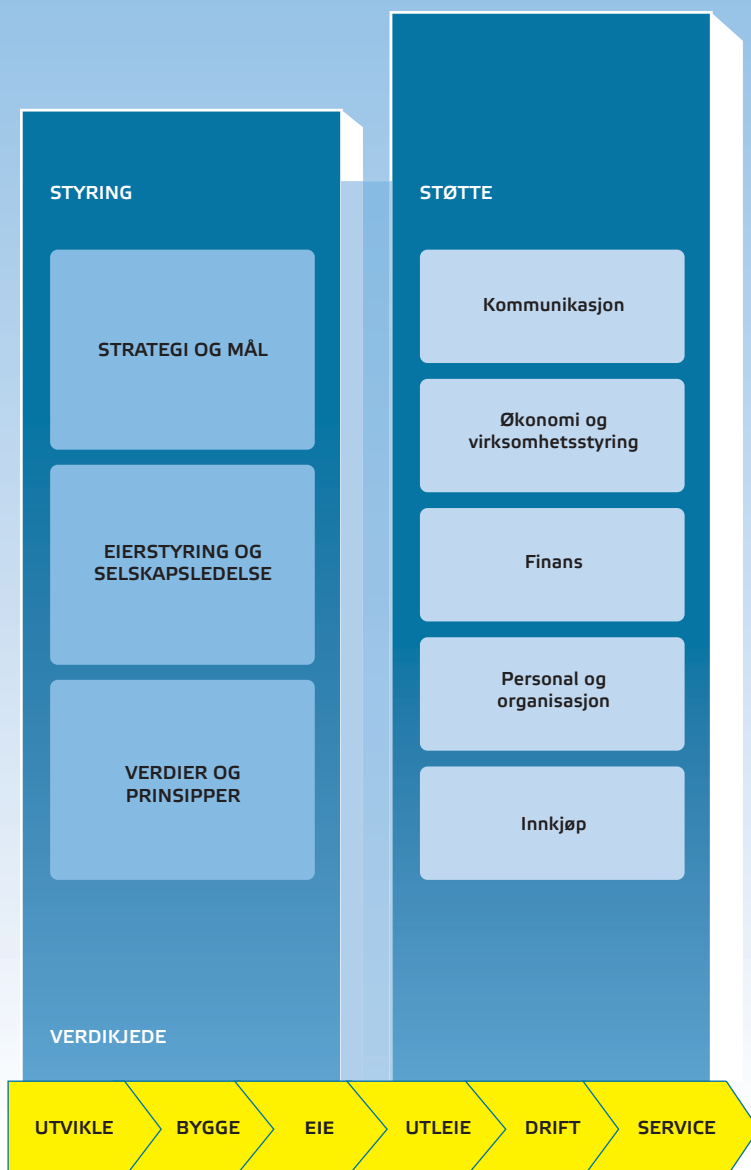 STYRING
STRATEGI OG MÅL
EIERSTYRING OG
SELSKAPSLEDELSE
VERDIER OG
PRINSIPPER
STØTTE
Kommunikasjon
Økonomi og
virksomhetsstyring
Finans
Personal og
organisasjon
Innkjøp
VERDIKJEDE
UTVIKLE
BYGGE
EIE
UTLEIE
DRIFT
SERVICE